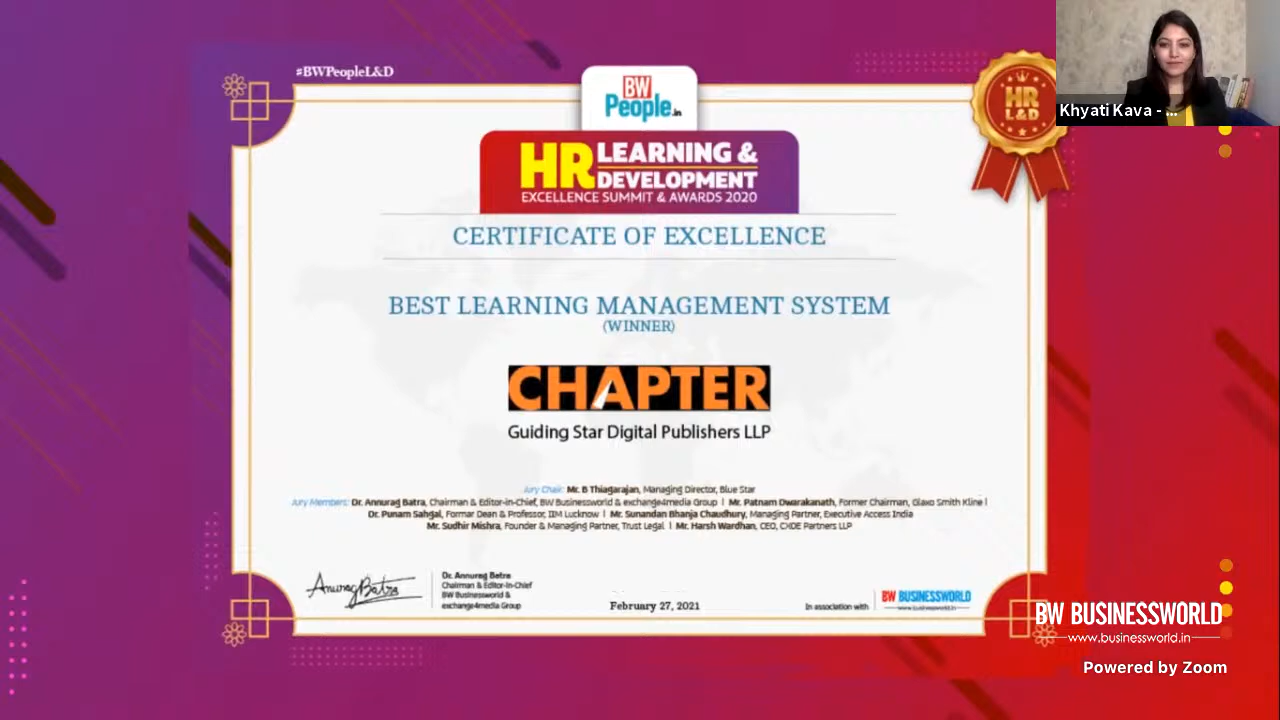 #BWPeopleL&D
BW
People.in
HR LEARNING &
DEVELOPMENT
EXCELLENCE SUMMIT & AWARDS 2020
HR
L&D
Khyati Kava - ...
CERTIFICATE OF EXCELLENCE
BEST LEARNING MANAGEMENT SYSTEM
(WINNER)
CHAPTER
Guiding Star Digital Publishers LLP
Jury Chair: Mr. B Thiagarajan, Managing Director, Blue Star
Jury Members: Dr. Annurag Batra, Chairman & Editor-in-Chief, BW Businessworld & exchange4media Group | Mr. Patnam Dwarakanath, Former Chairman, Glaxo Smith Kline |
Dr. Punam Sahgal, Formar Dean & Professor, IIM Lucknow | Mr. Sunandan Bhanja Chaudhury, Managing Partner, Executive Access India
Mr. Sudhir Mishra, Founder & Managing Partner, Trust Legal | Mr. Harsh Wardhan, CEO, CXDE Partners LLP
Anurag Batra
Dr. Annurag Batra
Chairman & Editor-in-Chief
BW Businessworld &
exchange4media Group
February 27, 2021
In association with
BW BUSINESSWORLD
www.businessworld.in
BW BUSINESSWORLD
www.businessworld.in
Powered by Zoom